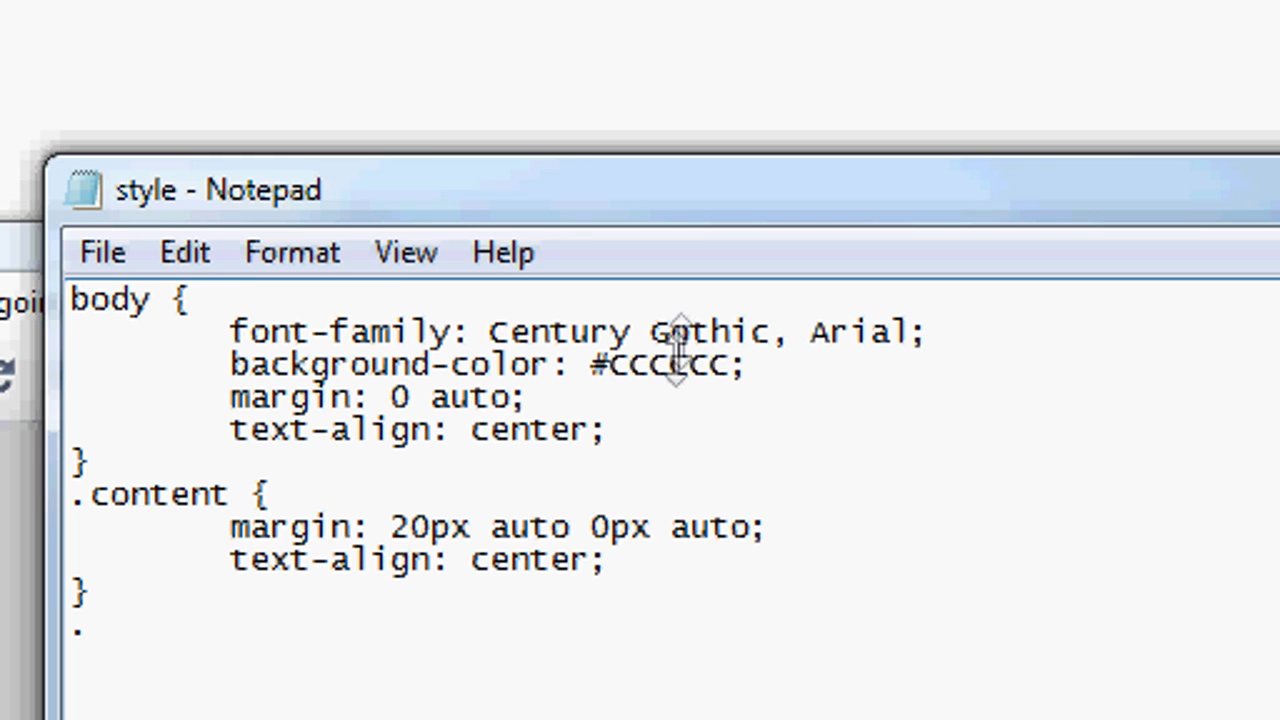 style - Notepad
File Edit Format View Help
body {
font-family: Century Gothic, Arial;
background-color: #CCCCCC;
margin: 0 auto;
text-align: center;
}
.content {
margin: 20px auto 0px auto;
text-align: center;
}
.